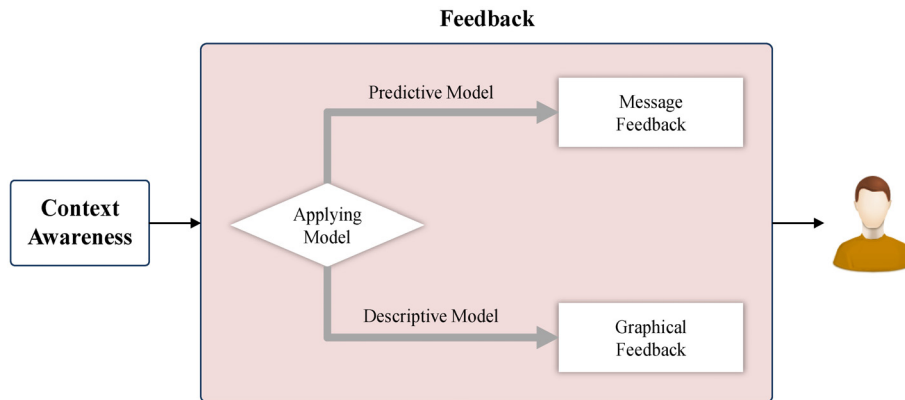 Feedback
Predictive Model
Message
Feedback
Context
Awareness
Applying
Model
Descriptive Model
Graphical
Feedback